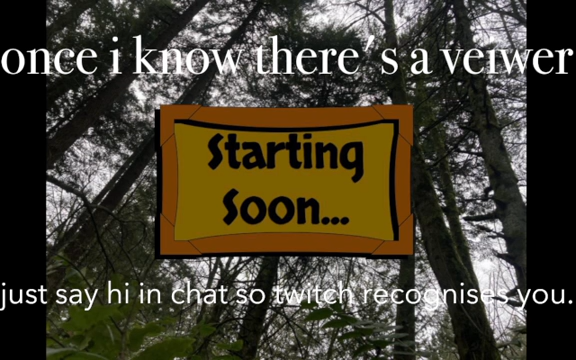 once i know there's a veiwer
Starting
Soon...
just say hi in chat so twitch recognises you.